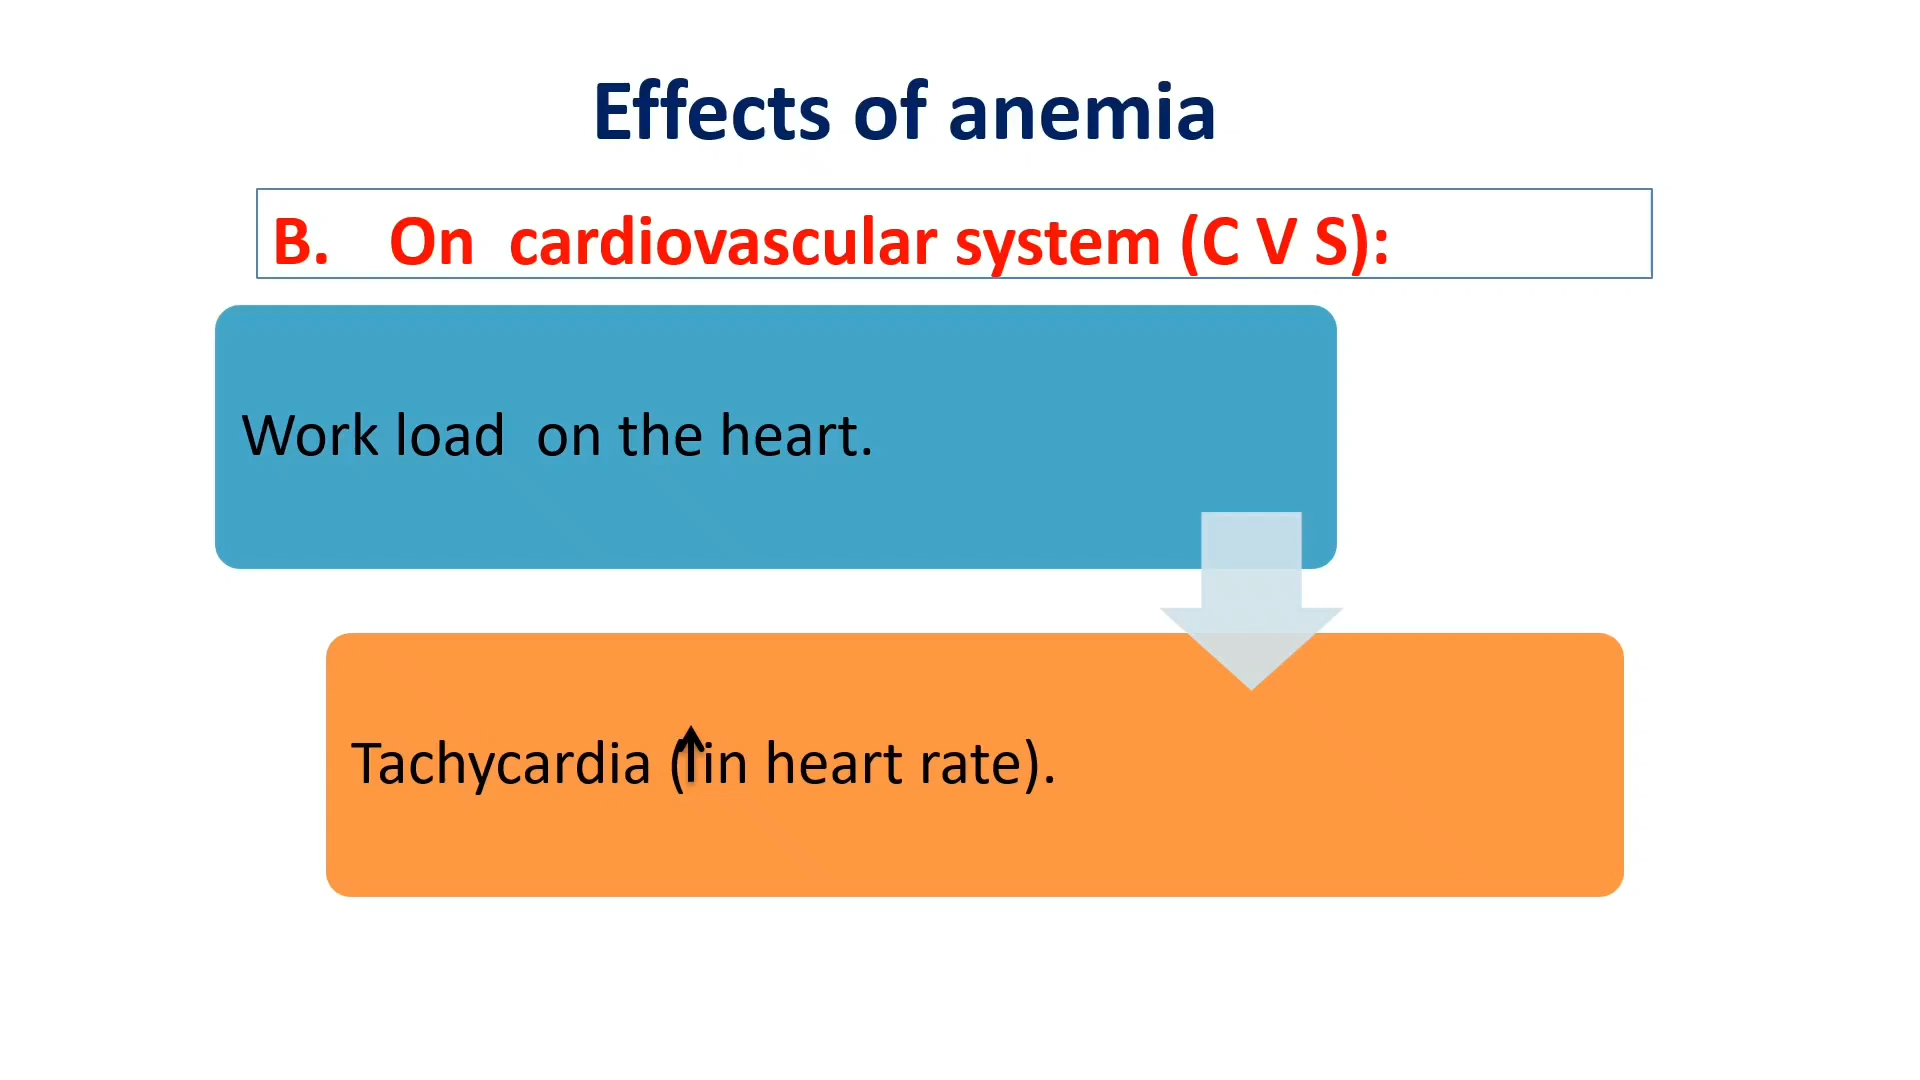 Effects of anemia
B. On cardiovascular system (C V S):
Work load on the heart.
Tachycardia (↑in heart rate).